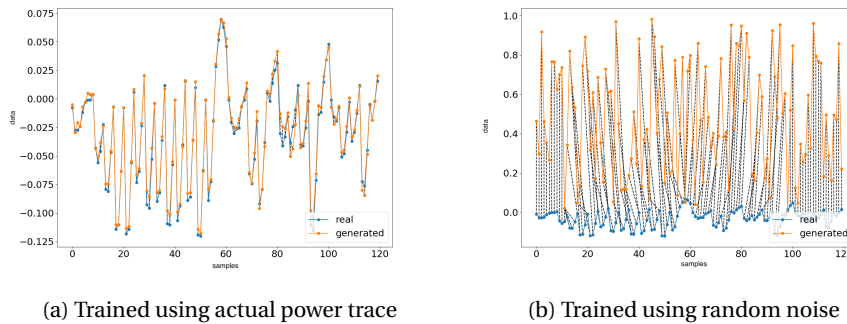 0.075
0.050
0.025
0.000
−0.025
−0.050
−0.075
−0.100
−0.125
data
0
20
40
60
80
100
120
samples
real
generated
1.0
0.8
0.6
0.4
0.2
0.0
data
0
20
40
60
80
100
120
samples
real
generated
(a) Trained using actual power trace
(b) Trained using random noise